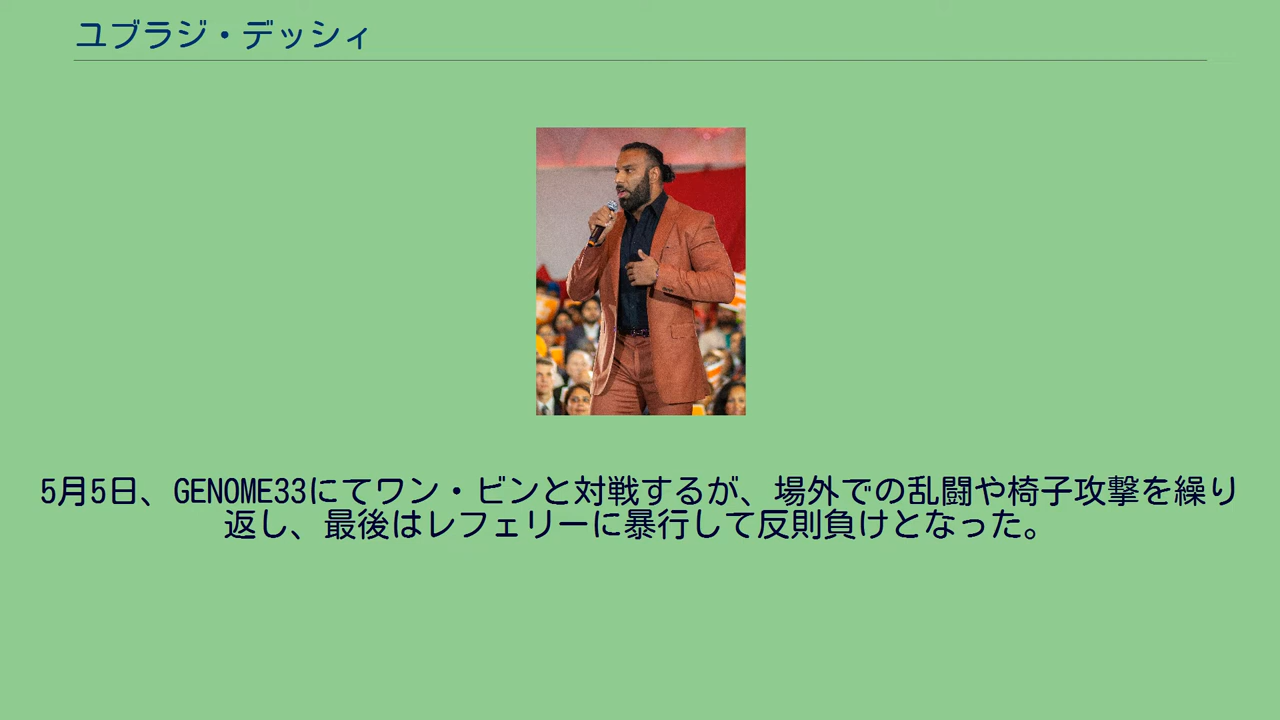 ユブラジ・デッシィ
5月5日、GENOME33にてワン・ビンと対戦するが、場外での乱闘や椅子攻撃を繰り
返し、最後はレフェリーに暴行して反則負けとなった。